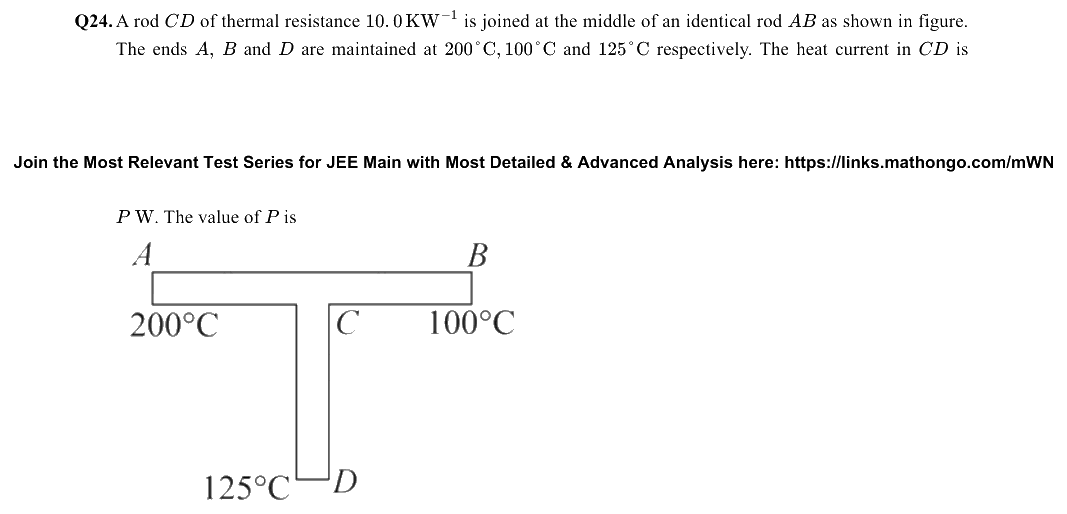 Q24. A rod CD of thermal resistance 10. 0 KW⁻¹ is joined at the middle of an identical rod AB as shown in figure.
The ends A, B and D are maintained at 200°C, 100°C and 125°C respectively. The heat current in CD is
Join the Most Relevant Test Series for JEE Main with Most Detailed & Advanced Analysis here: https://links.mathongo.com/mWN
P W. The value of P is
A B
200°C C 100°C
125°C D